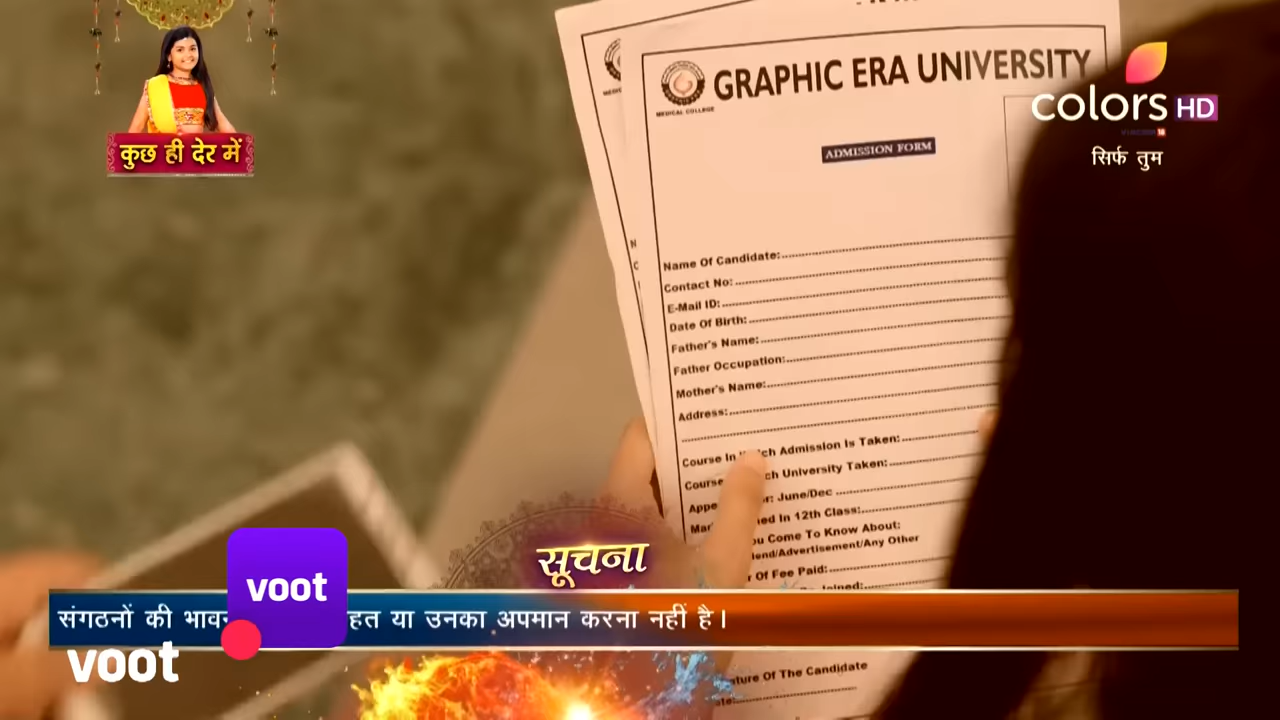 GRAPHIC ERA UNIVERSITY
MEDICAL COLLEGE
ADMISSION FORM
Name Of Candidate:
Contact No:
E-Mail ID:
Date Of Birth:
Father's Name:
Father Occupation:
Mother's Name:
Address:
Course In Admission Is Taken:
Course University Taken:
June/Dec
In 12th Class:
Come To Know About:
/Advertisement/Any Other
Of Fee Paid:
Of The Candidate
colors HD
सिर्फ तुम
कुछ ही देर में
सूचना
संगठनों की या उनका अपमान करना नहीं है।
voot
voot